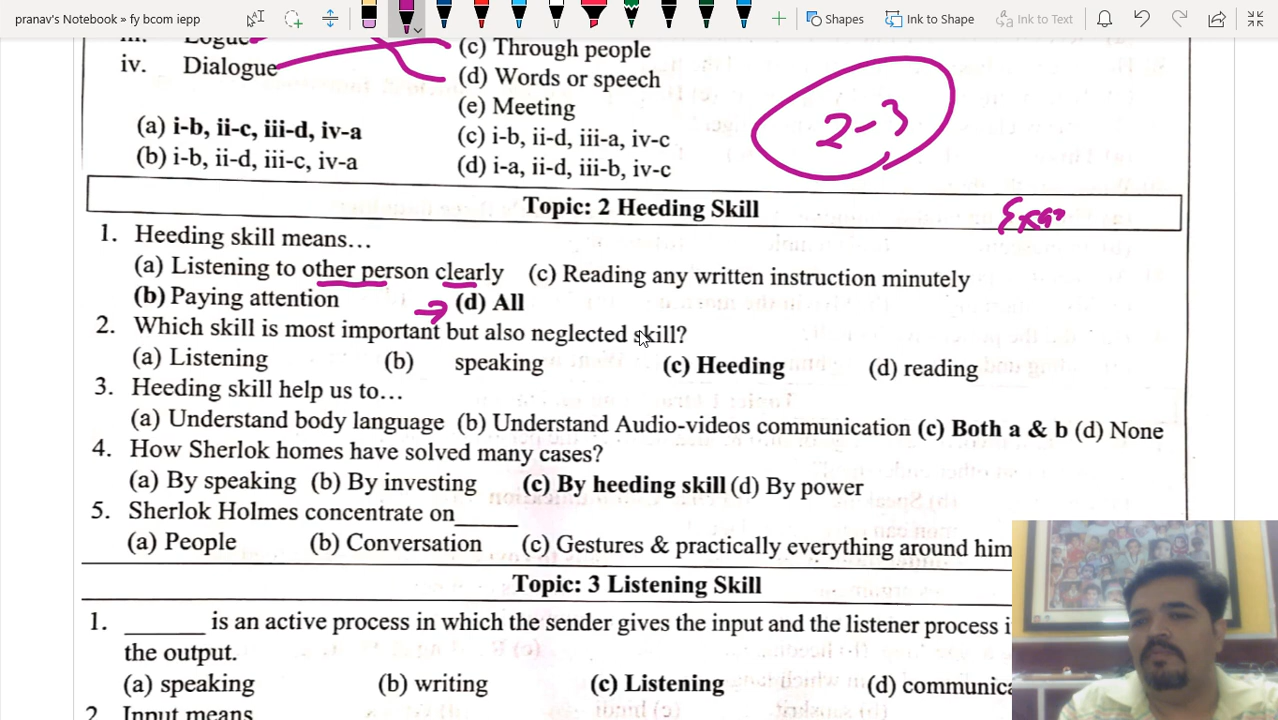 pranav's Notebook » fy bcom iepp
Shapes
Ink to Shape
Ink to Text
iii. Logue
(c) Through people
iv. Dialogue
(d) Words or speech
(e) Meeting
2-3
(a) i-b, ii-c, iii-d, iv-a
(c) i-b, ii-d, iii-a, iv-c
(b) i-b, ii-d, iii-c, iv-a
(d) i-a, ii-d, iii-b, iv-c
Topic: 2 Heeding Skill
1. Heeding skill means...
(a) Listening to other person clearly (c) Reading any written instruction minutely
(b) Paying attention (d) All
2. Which skill is most important but also neglected skill?
(a) Listening (b) speaking (c) Heeding (d) reading
3. Heeding skill help us to...
(a) Understand body language (b) Understand Audio-videos communication (c) Both a & b (d) None
4. How Sherlok homes have solved many cases?
(a) By speaking (b) By investing (c) By heeding skill (d) By power
5. Sherlok Holmes concentrate on______
(a) People (b) Conversation (c) Gestures & practically everything around him
Topic: 3 Listening Skill
1. _______ is an active process in which the sender gives the input and the listener process
the output.
(a) speaking (b) writing (c) Listening (d) communic
2. Input means